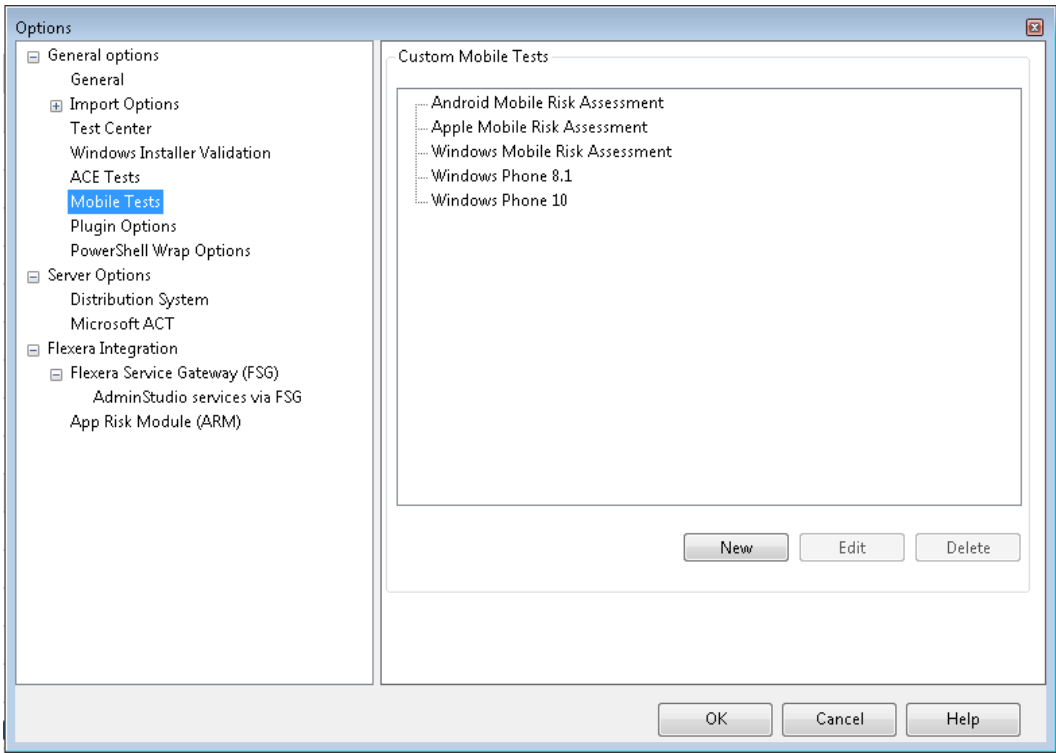 Options
General options
General
Import Options
Test Center
Windows Installer Validation
ACE Tests
Mobile Tests
Plugin Options
PowerShell Wrap Options
Server Options
Distribution System
Microsoft ACT
Flexera Integration
Flexera Service Gateway (FSG)
AdminStudio services via FSG
App Risk Module (ARM)
Custom Mobile Tests
Android Mobile Risk Assessment
Apple Mobile Risk Assessment
Windows Mobile Risk Assessment
Windows Phone 8.1
Windows Phone 10
New Edit Delete
OK Cancel Help